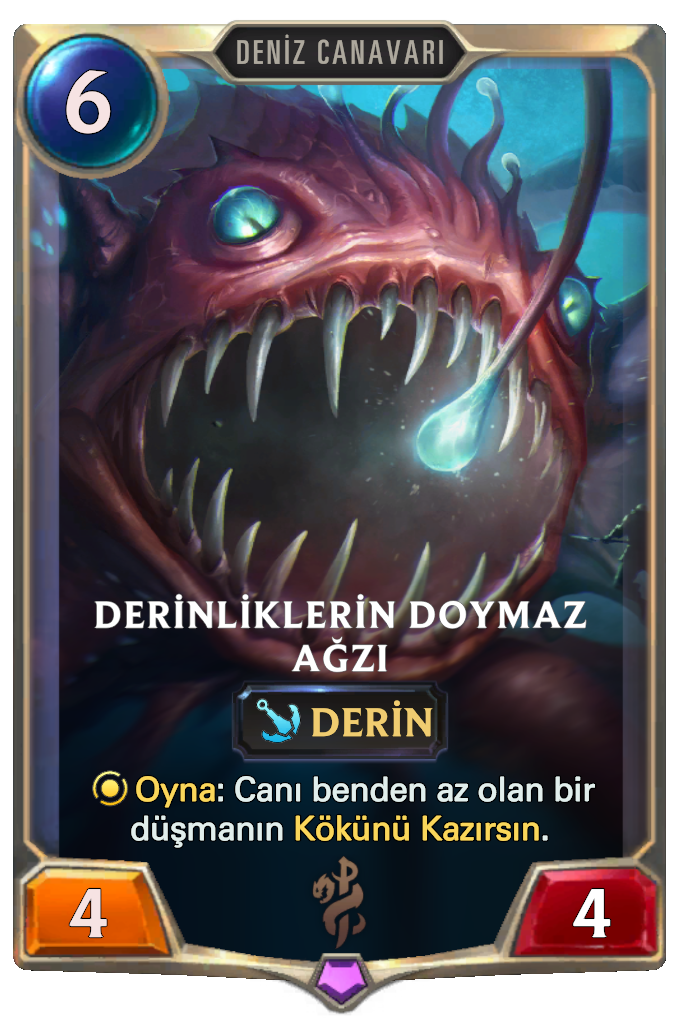 6
DENİZ CANAVARI
DERİNLİKLERİN DOYMAZ
AĞZI
DERİN
Oyna: Canı benden az olan bir
düşmanın Kökünü Kazırsın.
4
4